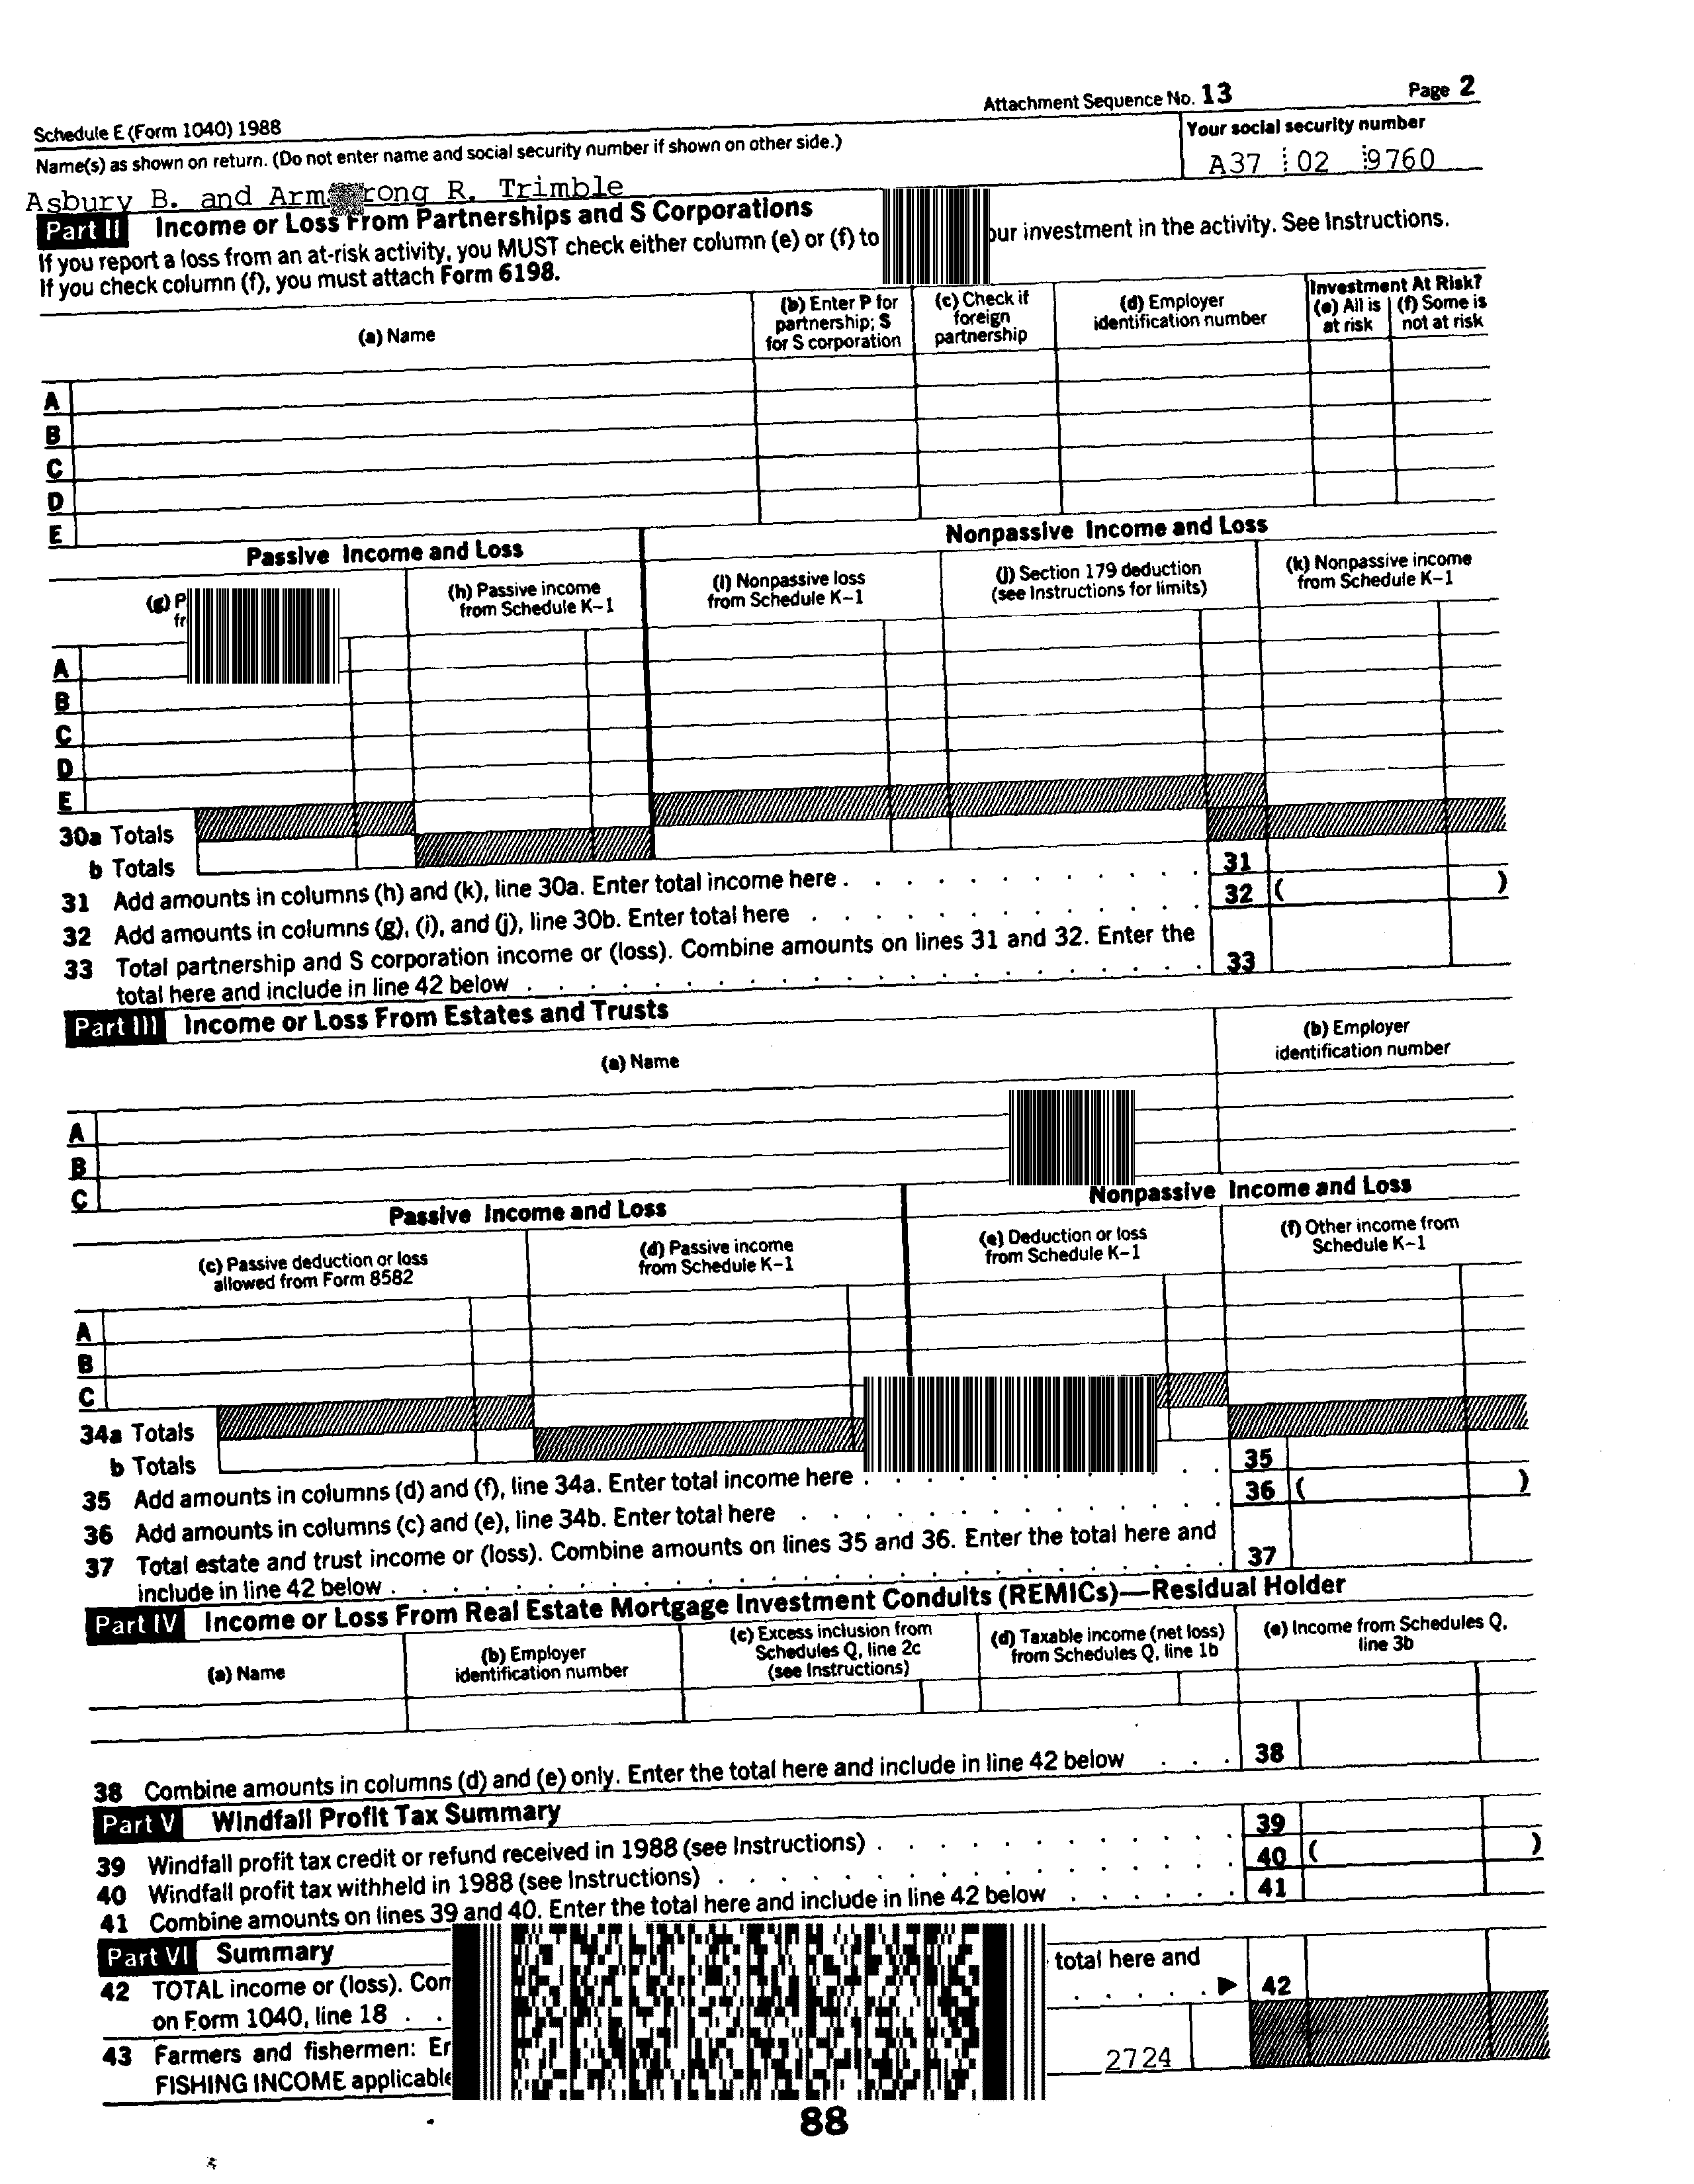 Attachment Sequence No. 13 Page 2
Schedule E (Form 1040) 1988
Name(s) as shown on return. (Do not enter name and social security number if shown on other side.) Your social security number
Asbury B. and R. Trimble A37 02 9760
Part II Income or Loss From Partnerships and S Corporations
If you report a loss from an at-risk activity, you MUST check either column (e) or (f) to investment in the activity. See Instructions.
If you check column (f), you must attach Form 6198.
(a) Name
(b) Enter P for
partnership; S
for S corporation
(c) Check if
foreign
partnership
(d) Employer
identification number
Investment At Risk?
(e) All is
at risk
(f) Some is
not at risk
A
B
C
D
E
Passive Income and Loss
Nonpassive Income and Loss
(g)
(h) Passive income
from Schedule K–1
(i) Nonpassive loss
from Schedule K–1
(j) Section 179 deduction
(see Instructions for limits)
(k) Nonpassive income
from Schedule K–1
A
B
C
D
E
30a Totals
b Totals
31 Add amounts in columns (h) and (k), line 30a. Enter total income here . . . . . . . . . . . . 31
32 Add amounts in columns (g), (i), and (j), line 30b. Enter total here . . . . . . . . . . . . . 32 ( )
33 Total partnership and S corporation income or (loss). Combine amounts on lines 31 and 32. Enter the
total here and include in line 42 below . . . . . . . . . . . . . . . . . . . . . . 33
Part III Income or Loss From Estates and Trusts
(a) Name
(b) Employer
identification number
A
B
C
Passive Income and Loss
Nonpassive Income and Loss
(c) Passive deduction or loss
allowed from Form 8582
(d) Passive income
from Schedule K–1
(e) Deduction or loss
from Schedule K–1
(f) Other income from
Schedule K–1
A
B
C
34a Totals
b Totals
35 Add amounts in columns (d) and (f), line 34a. Enter total income here . . . . . . . . . . . . 35
36 Add amounts in columns (c) and (e), line 34b. Enter total here . . . . . . . . . . . . . . 36 ( )
37 Total estate and trust income or (loss). Combine amounts on lines 35 and 36. Enter the total here and
include in line 42 below . . . . . . . . . . . . . . . . . . . . . . . . . . . 37
Part IV Income or Loss From Real Estate Mortgage Investment Conduits (REMICs)—Residual Holder
(a) Name
(b) Employer
identification number
(c) Excess inclusion from
Schedules Q, line 2c
(see Instructions)
(d) Taxable income (net loss)
from Schedules Q, line 1b
(e) Income from Schedules Q,
line 3b
38 Combine amounts in columns (d) and (e) only. Enter the total here and include in line 42 below . . . 38
Part V Windfall Profit Tax Summary
39 Windfall profit tax credit or refund received in 1988 (see Instructions) . . . . . . . . . . . . 39
40 Windfall profit tax withheld in 1988 (see Instructions) . . . . . . . . . . . . . . . . . 40 ( )
41 Combine amounts on lines 39 and 40. Enter the total here and include in line 42 below . . . . . . 41
Part VI Summary
42 TOTAL income or (loss). total here and
on Form 1040, line 18 . . . . . . . ▶ 42
43 Farmers and fishermen:
FISHING INCOME 2724
88